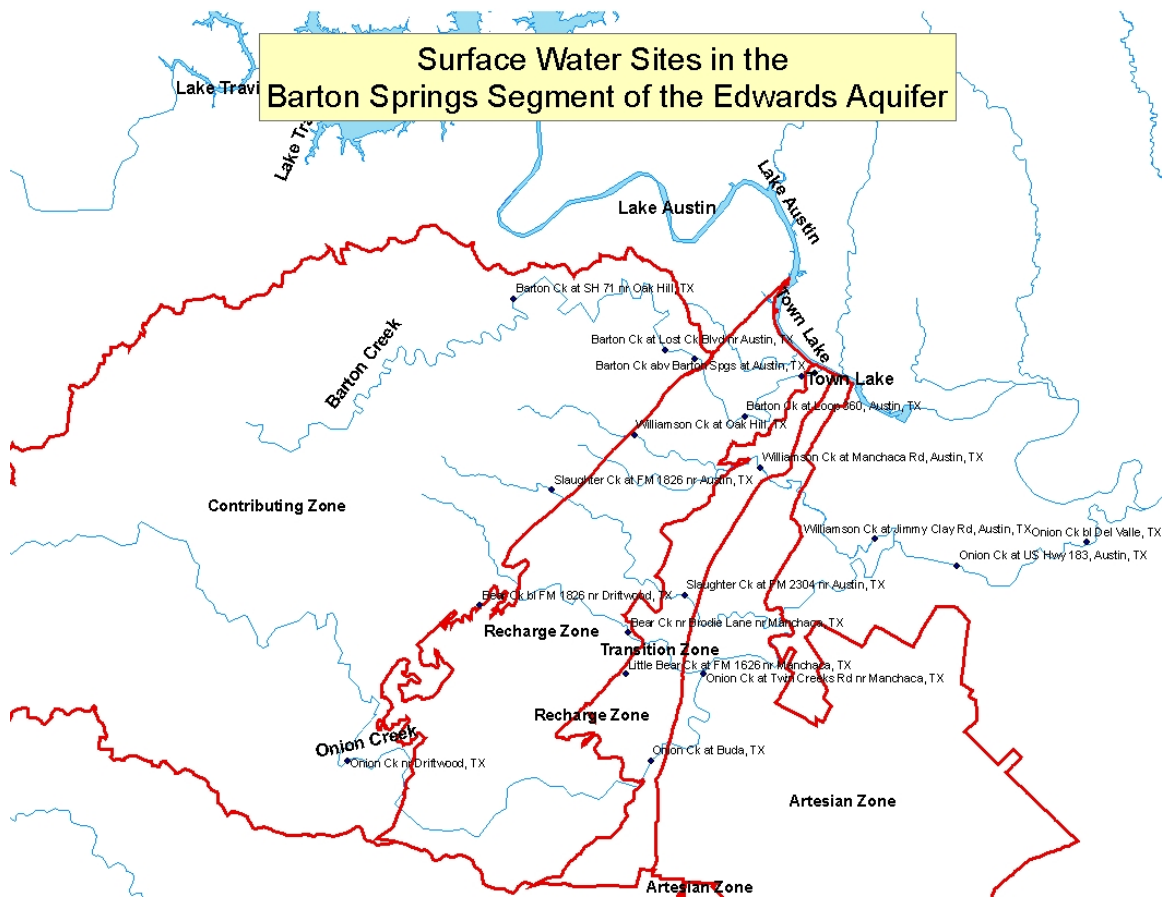 Surface Water Sites in the
Barton Springs Segment of the Edwards Aquifer
Lake Travi
Lake Tra
Lake Austin
Lake Austin
Barton Ck at SH 71 nr Oak Hill, TX
Town Lake
Barton Creek
Barton Ck at Lost Ck Blvd nr Austin, TX
Barton Ck abv Barton Spgs at Austin, TX
Town Lake
Barton Ck at Loop 360, Austin, TX
Williamson Ck at Oak Hill, TX
Williamson Ck at Manchaca Rd, Austin, TX
Slaughter Ck at FM 1826 nr Austin, TX
Contributing Zone
Williamson Ck at Jimmy Clay Rd, Austin, TX
Onion Ck bl Del Valle, TX
Onion Ck at US Hwy 183, Austin, TX
Slaughter Ck at FM 2304 nr Austin, TX
Bear Ck bl FM 1826 nr Driftwood, TX
Bear Ck nr Brodie Lane nr Manchaca, TX
Recharge Zone
Transition Zone
Little Bear Ck at FM 1626 nr Manchaca, TX
Onion Ck at Twin Creeks Rd nr Manchaca, TX
Recharge Zone
Onion Creek
Onion Ck at Buda, TX
Onion Ck nr Driftwood, TX
Artesian Zone
Artesian Zone